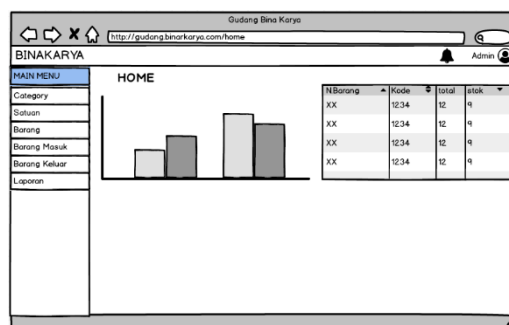 Gudang Bina Karya
http://gudang.binarkarya.com/home
BINAKARYA
Admin
MAIN MENU
Category
Satuan
Barang
Barang Masuk
Barang Keluar
Laporan
HOME
N.Barang Kode total stok
XX 1234 12 9
XX 1234 12 9
XX 1234 12 9
XX 1234 12 9